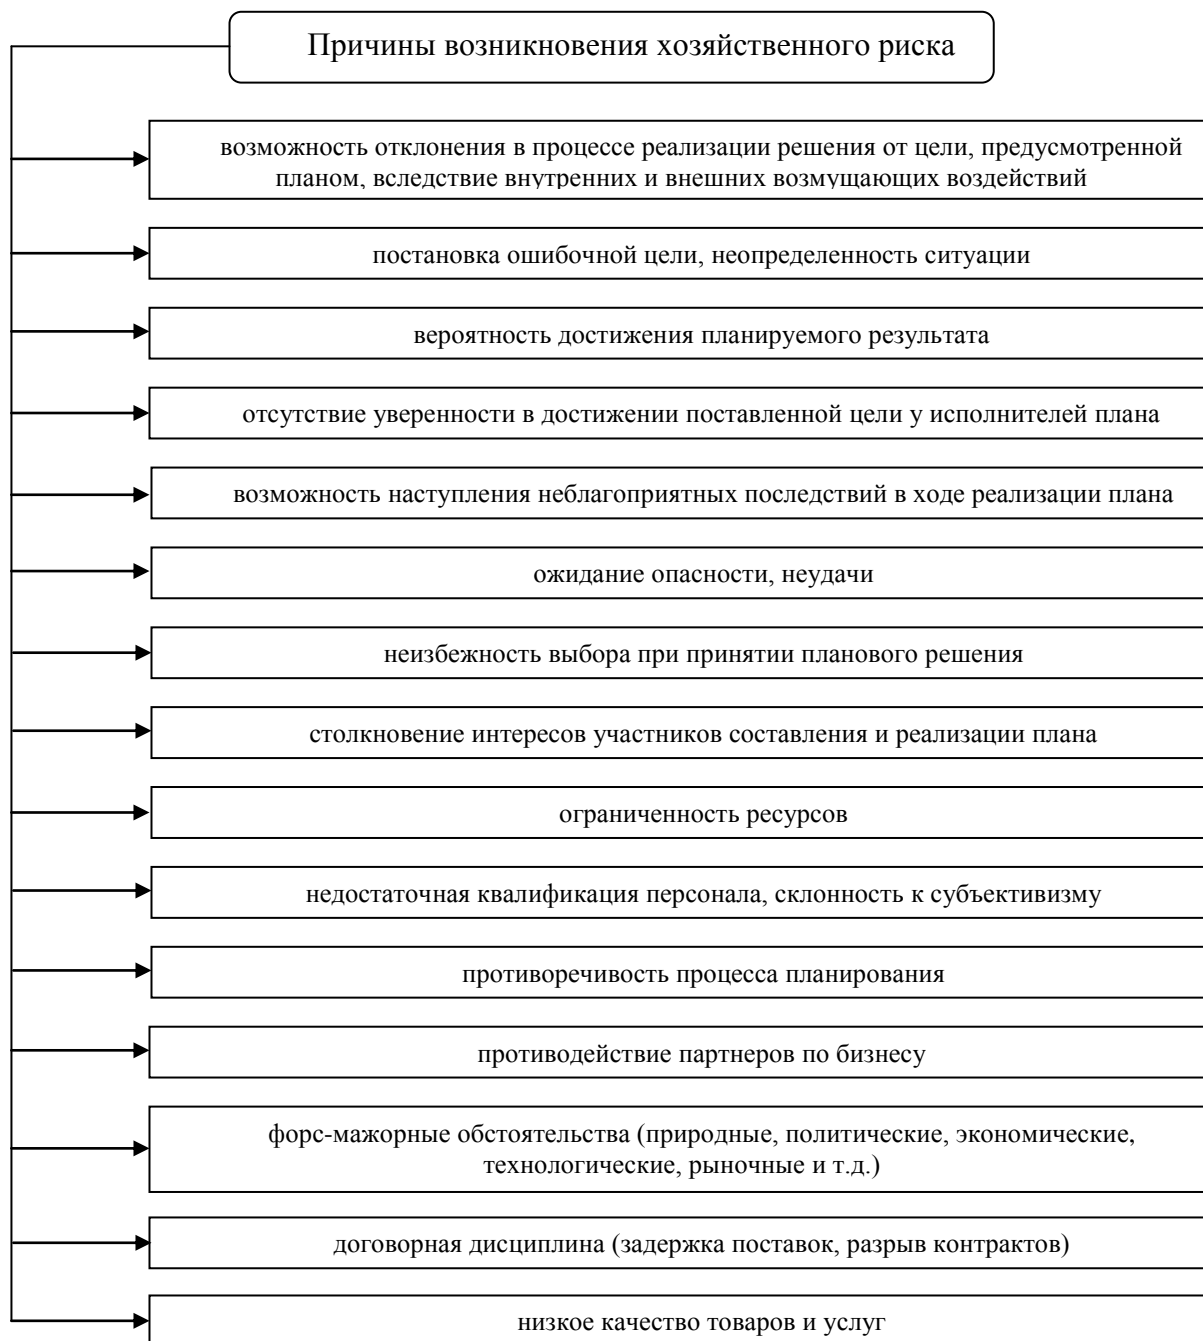 Причины возникновения хозяйственного риска
возможность отклонения в процессе реализации решения от цели, предусмотренной
планом, вследствие внутренних и внешних возмущающих воздействий
постановка ошибочной цели, неопределенность ситуации
вероятность достижения планируемого результата
отсутствие уверенности в достижении поставленной цели у исполнителей плана
возможность наступления неблагоприятных последствий в ходе реализации плана
ожидание опасности, неудачи
неизбежность выбора при принятии планового решения
столкновение интересов участников составления и реализации плана
ограниченность ресурсов
недостаточная квалификация персонала, склонность к субъективизму
противоречивость процесса планирования
противодействие партнеров по бизнесу
форс-мажорные обстоятельства (природные, политические, экономические,
технологические, рыночные и т.д.)
договорная дисциплина (задержка поставок, разрыв контрактов)
низкое качество товаров и услуг